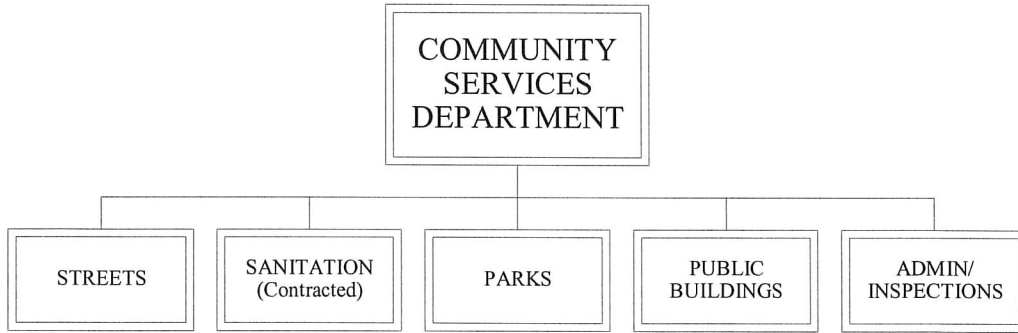 COMMUNITY
SERVICES
DEPARTMENT
STREETS
SANITATION
(Contracted)
PARKS
PUBLIC
BUILDINGS
ADMIN/
INSPECTIONS